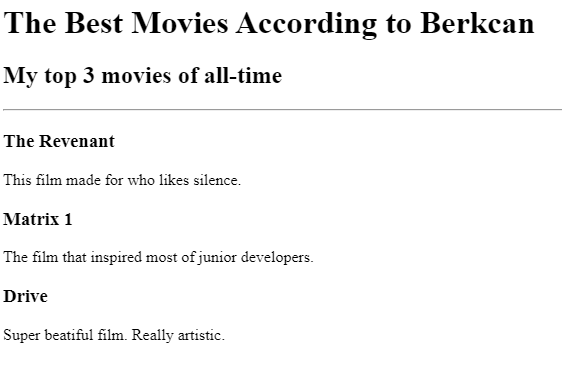 The Best Movies According to Berkcan
My top 3 movies of all-time
The Revenant
This film made for who likes silence.
Matrix 1
The film that inspired most of junior developers.
Drive
Super beatiful film. Really artistic.